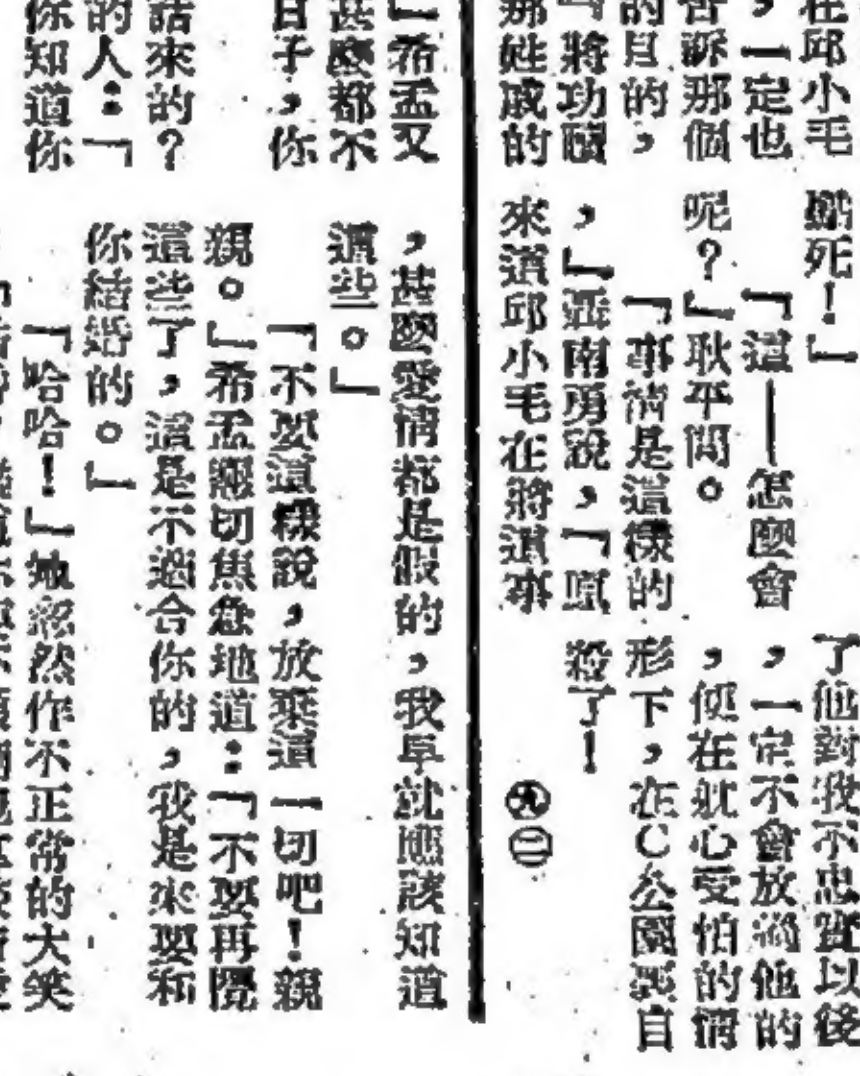 在邱小毛
，一定也
告訴那個
的目的，
『將功贖
那姓戚的
騙死！」
「這——怎麼會
呢？」耿平問。
「事情是這樣的
，」張南勇說，「原
來這邱小毛在將這事
了他對我不忠實以後
，一定不會放過他的
，便在就心受怕的情
形下，在C公園裏自
殺了！
㊈㊁
」希孟又
甚麼都不
日子，你
話來的？
的人：「
你知道你
，甚麼愛情都是假的，我早就應該知道
這些。」
「不要這樣說，放棄這一切吧！親
親。」希孟懇切焦急地道：「不要再攪
這些了，這是不適合你的，我是來要和
你結婚的。」
「哈哈！」她忽然作不正常的大笑